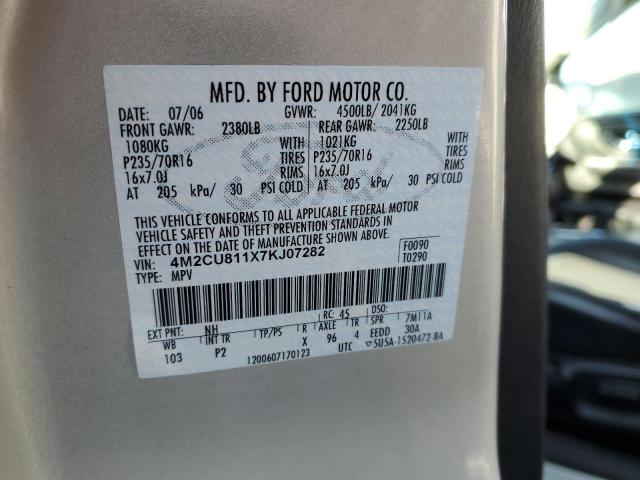 MFD. BY FORD MOTOR CO.
DATE: 07/06 GVWR: 4500LB/ 2041KG
FRONT GAWR: 2380LB REAR GAWR: 2250LB
1080KG WITH 1021KG WITH
P235/70R16 TIRES P235/70R16 TIRES
16x7.0J RIMS 16x7.0J RIMS
AT 205 kPa/ 30 PSI COLD AT 205 kPa/ 30 PSI COLD
Ford
THIS VEHICLE CONFORMS TO ALL APPLICABLE FEDERAL MOTOR
VEHICLE SAFETY AND THEFT PREVENTION STANDARDS IN
EFFECT ON THE DATE OF MANUFACTURE SHOWN ABOVE.
VIN: 4M2CU811X7KJ07282 F0090
TYPE: MPV T0290
EXT PNT: NH RC: 45 DSO:
WB INT TR TP/PS R AXLE TR SPR 7M11A
103 P2 X 96 4 EEDD 30A
1200607170123 UTC ▽5U5A-1520472-BA